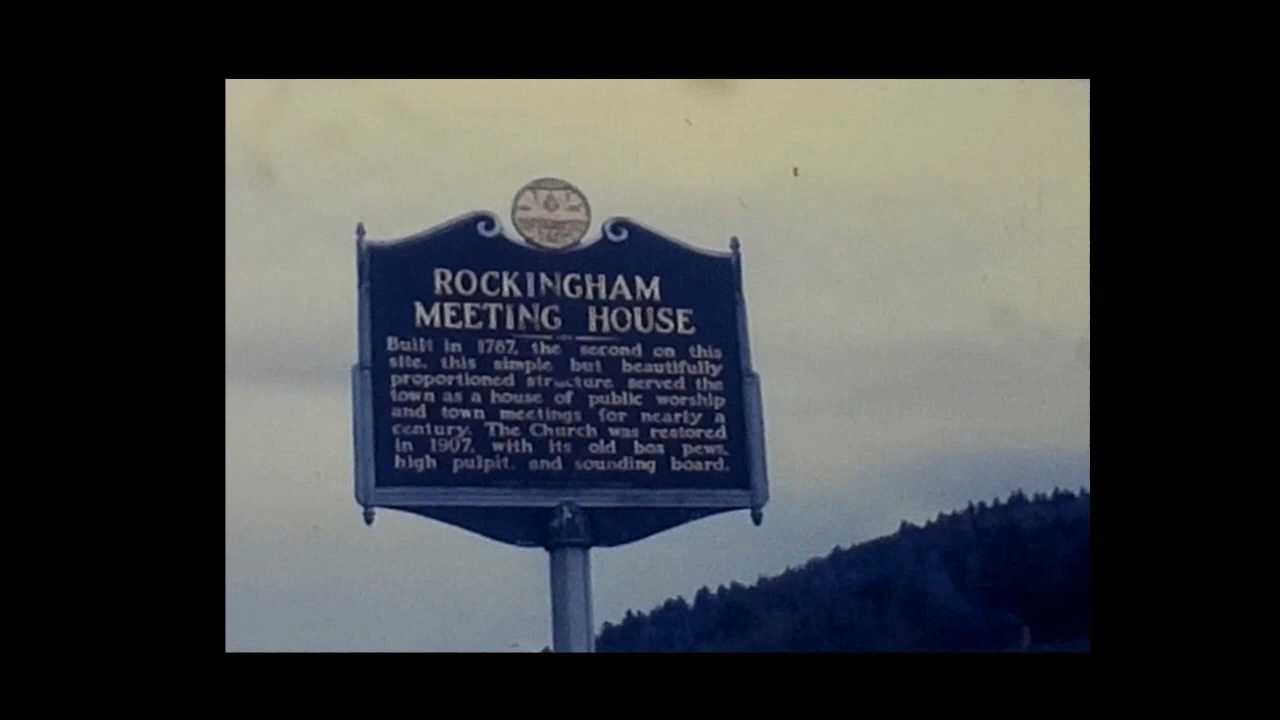 ROCKINGHAM
MEETING HOUSE
Built in 1787, the second on this
site, this simple but beautifully
proportioned structure served the
town as a house of public worship
and town meetings for nearly a
century. The Church was restored
in 1907, with its old box pews,
high pulpit, and sounding board.